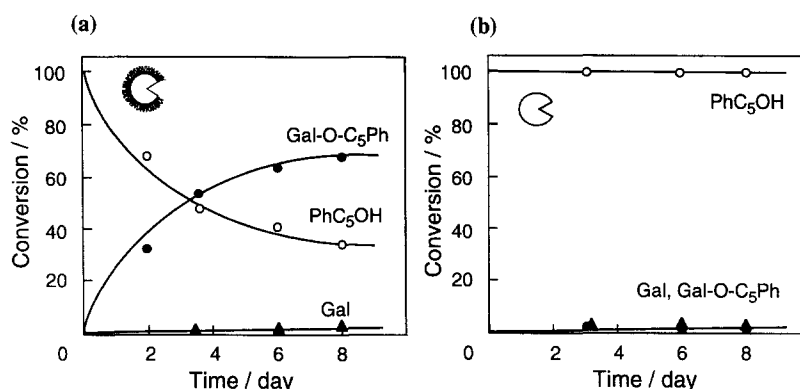 (a)
Conversion / %
100
80
60
40
20
0
2
4
6
8
Time / day
Gal-O-C₅Ph
PhC₅OH
Gal
(b)
Conversion / %
100
80
60
40
20
0
2
4
6
8
Time / day
PhC₅OH
Gal, Gal-O-C₅Ph